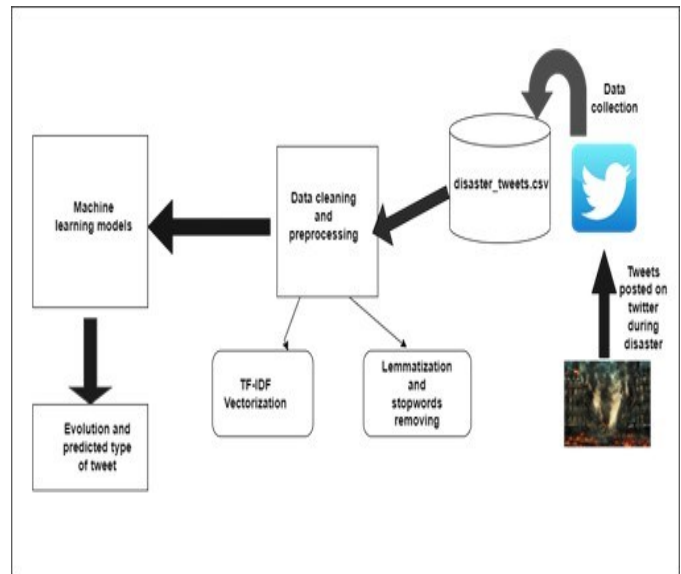 Data
collection
disaster_tweets.csv
Tweets
posted on
twitter
during
disaster
Data cleaning
and
preprocessing
Machine
learning models
TF-IDF
Vectorization
Lemmatization
and
stopwords
removing
Evolution and
predicted type
of tweet